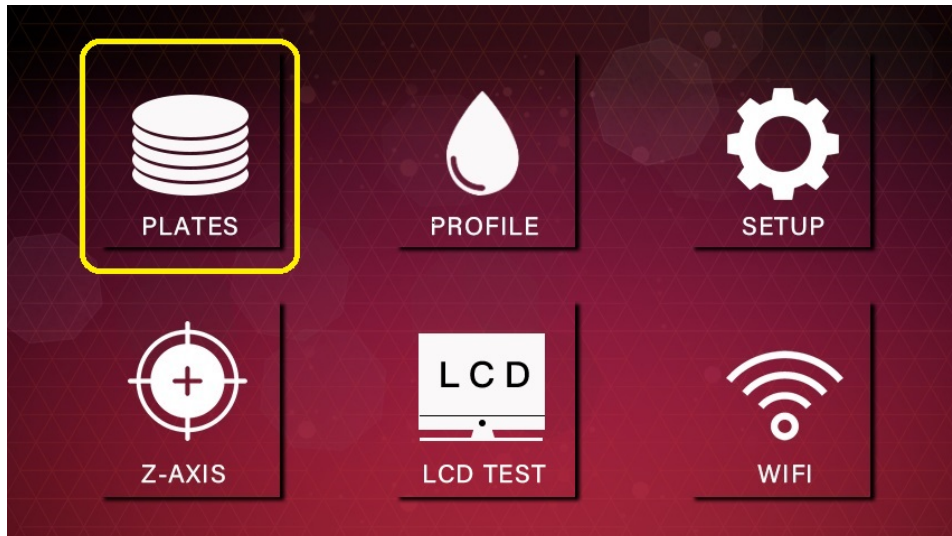 PLATES
PROFILE
SETUP
Z-AXIS
LCD
LCD TEST
WIFI